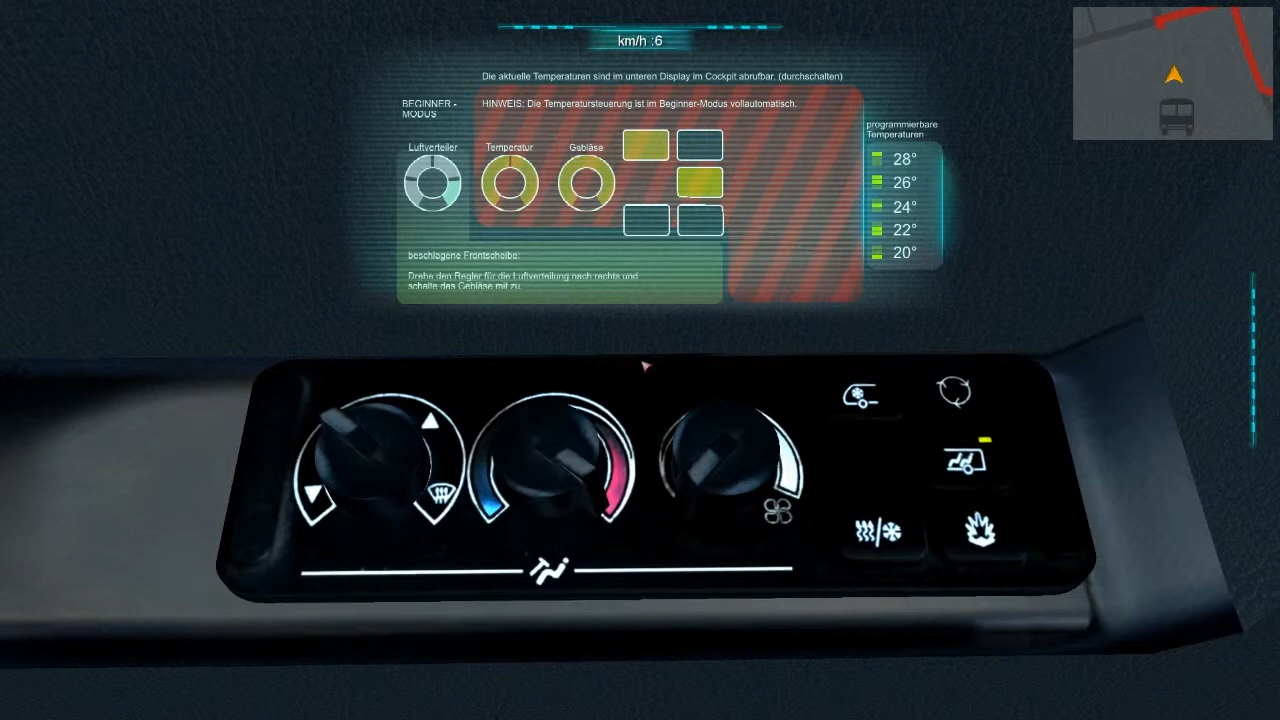 km/h :6
Die aktuelle Temperaturen sind im unteren Display im Cockpit abrufbar. (durchschalten)
BEGINNER -
MODUS
HINWEIS: Die Temperatursteuerung ist im Beginner-Modus vollautomatisch.
programmierbare
Temperaturen
Luftverteiler
Temperatur
Gebläse
28°
26°
24°
22°
20°
beschlagene Frontscheibe:
Drehe den Regler für die Luftverteilung nach rechts und
schalte das Gebläse mit zu.